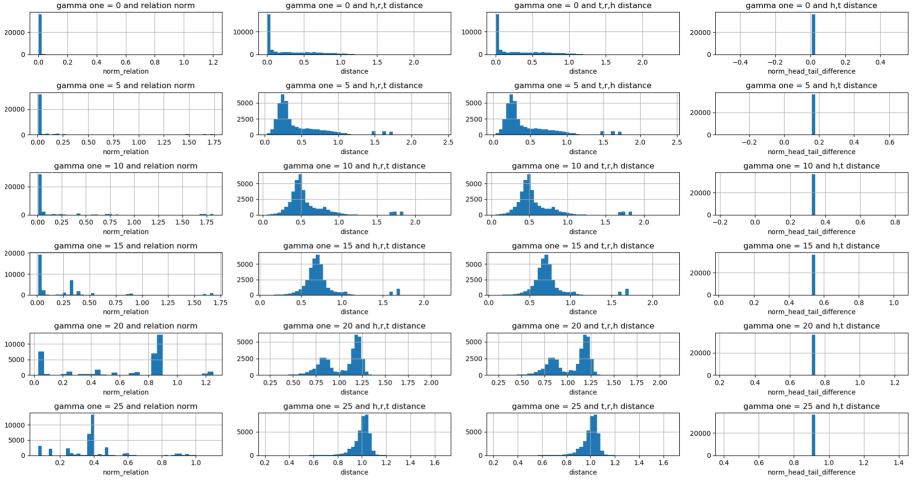 gamma one = 0 and relation norm
gamma one = 0 and h,r,t distance
gamma one = 0 and t,r,h distance
gamma one = 0 and h,t distance
20000
0
0.0 0.2 0.4 0.6 0.8 1.0 1.2
norm_relation
10000
0
0.0 0.5 1.0 1.5 2.0 2.5
distance
10000
0
0.0 0.5 1.0 1.5 2.0 2.5
distance
20000
0
−0.4 −0.2 0.0 0.2 0.4
norm_head_tail_difference
gamma one = 5 and relation norm
gamma one = 5 and h,r,t distance
gamma one = 5 and t,r,h distance
gamma one = 5 and h,t distance
20000
0
0.00 0.25 0.50 0.75 1.00 1.25 1.50 1.75
norm_relation
5000
2500
0
0.0 0.5 1.0 1.5 2.0 2.5
distance
5000
2500
0
0.0 0.5 1.0 1.5 2.0 2.5
distance
20000
0
−0.2 0.0 0.2 0.4 0.6
norm_head_tail_difference
gamma one = 10 and relation norm
gamma one = 10 and h,r,t distance
gamma one = 10 and t,r,h distance
gamma one = 10 and h,t distance
20000
10000
0
0.00 0.25 0.50 0.75 1.00 1.25 1.50 1.75
norm_relation
5000
2500
0
0.0 0.5 1.0 1.5 2.0
distance
5000
2500
0
0.0 0.5 1.0 1.5 2.0
distance
20000
0
−0.2 0.0 0.2 0.4 0.6 0.8
norm_head_tail_difference
gamma one = 15 and relation norm
gamma one = 15 and h,r,t distance
gamma one = 15 and t,r,h distance
gamma one = 15 and h,t distance
20000
10000
0
0.00 0.25 0.50 0.75 1.00 1.25 1.50 1.75
norm_relation
5000
2500
0
0.0 0.5 1.0 1.5 2.0
distance
5000
2500
0
0.0 0.5 1.0 1.5 2.0
distance
20000
0
0.0 0.2 0.4 0.6 0.8 1.0
norm_head_tail_difference
gamma one = 20 and relation norm
gamma one = 20 and h,r,t distance
gamma one = 20 and t,r,h distance
gamma one = 20 and h,t distance
10000
5000
0
0.0 0.2 0.4 0.6 0.8 1.0 1.2
norm_relation
5000
2500
0
0.25 0.50 0.75 1.00 1.25 1.50 1.75 2.00
distance
5000
2500
0
0.25 0.50 0.75 1.00 1.25 1.50 1.75 2.00
distance
20000
0
0.2 0.4 0.6 0.8 1.0 1.2
norm_head_tail_difference
gamma one = 25 and relation norm
gamma one = 25 and h,r,t distance
gamma one = 25 and t,r,h distance
gamma one = 25 and h,t distance
10000
5000
0
0.2 0.4 0.6 0.8 1.0
norm_relation
5000
0
0.2 0.4 0.6 0.8 1.0 1.2 1.4 1.6
distance
5000
0
0.2 0.4 0.6 0.8 1.0 1.2 1.4 1.6
distance
20000
0
0.4 0.6 0.8 1.0 1.2 1.4
norm_head_tail_difference